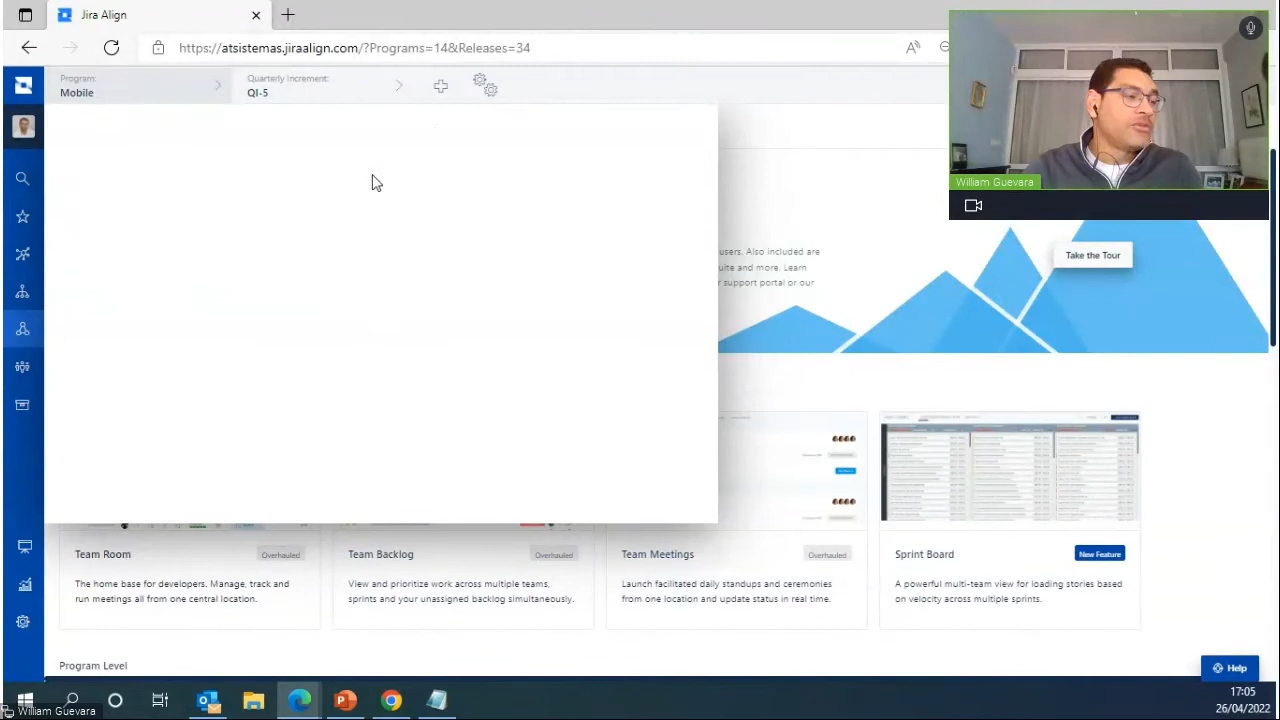 Jira Align
https://atsistemas.jiraalign.com/?Programs=14&Releases=34
Program:
Mobile
Quarterly Increment:
QI-5
William Guevara
users. Also included are
uite and more. Learn
r support portal or our
Take the Tour
Team Room
Overhauled
The home base for developers. Manage, track and
run meetings all from one central location.
Team Backlog
Overhauled
View and prioritize work across multiple teams,
sprints and your unassigned backlog simultaneously.
Team Meetings
Overhauled
Launch facilitated daily standups and ceremonies
from one location and update status in real time.
Sprint Board
New Feature
A powerful multi-team view for loading stories based
on velocity across multiple sprints.
Program Level
Help
17:05
26/04/2022
William Guevara